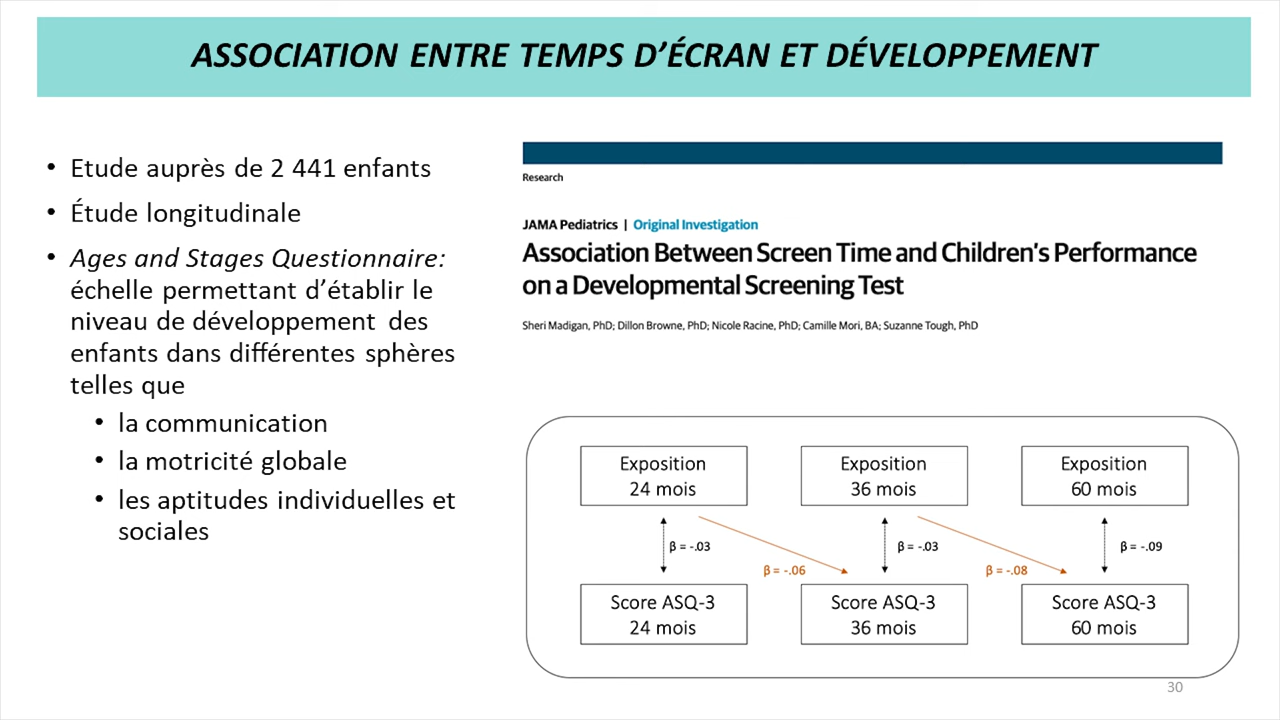 ASSOCIATION ENTRE TEMPS D’ÉCRAN ET DÉVELOPPEMENT
• Etude auprès de 2 441 enfants
• Étude longitudinale
• Ages and Stages Questionnaire:
échelle permettant d’établir le
niveau de développement des
enfants dans différentes sphères
telles que
• la communication
• la motricité globale
• les aptitudes individuelles et
sociales
Research
JAMA Pediatrics | Original Investigation
Association Between Screen Time and Children’s Performance
on a Developmental Screening Test
Sheri Madigan, PhD; Dillon Browne, PhD; Nicole Racine, PhD; Camille Mori, BA; Suzanne Tough, PhD
Exposition
24 mois
Exposition
36 mois
Exposition
60 mois
β = -.03
β = -.06
β = -.03
β = -.08
β = -.09
Score ASQ-3
24 mois
Score ASQ-3
36 mois
Score ASQ-3
60 mois
30